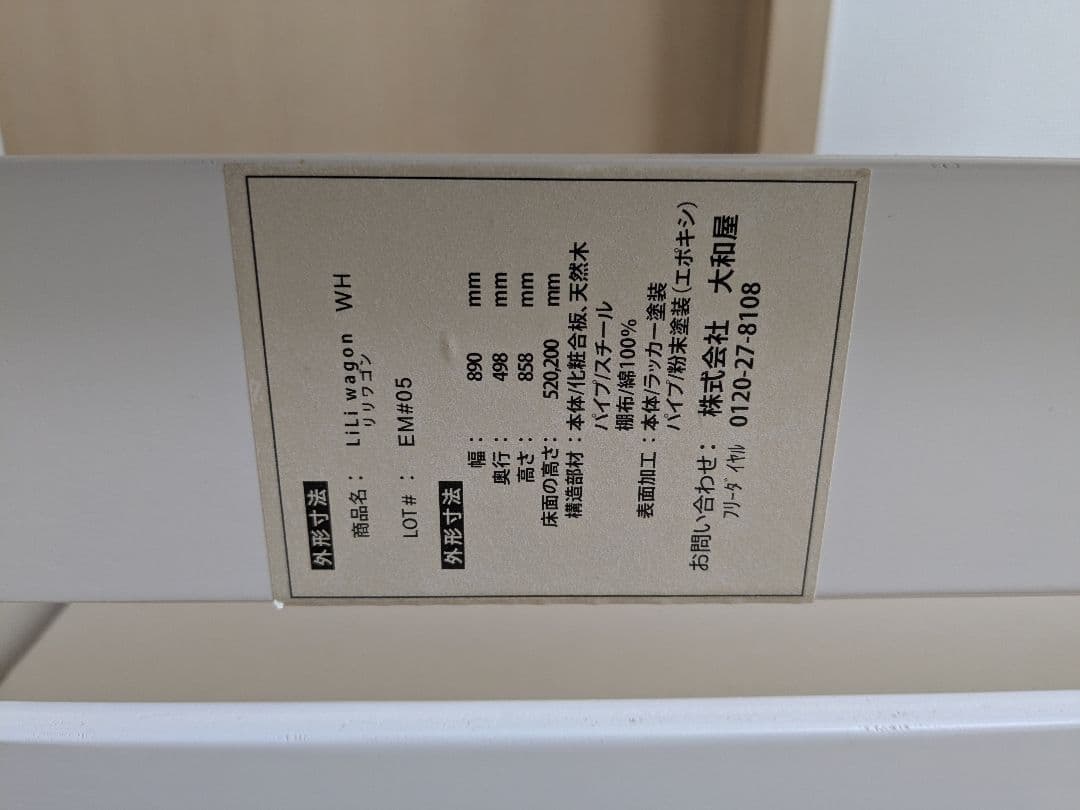 外形寸法
商品名： LiLi wagon WH
リリワゴン
LOT#： EM#05
外形寸法
幅： 890 mm
奥行： 498 mm
高さ： 858 mm
床面の高さ： 520,200 mm
構造部材：本体/化粧合板、天然木
パイプ/スチール
棚布/綿100%
表面加工：本体/ラッカー塗装
パイプ/粉末塗装(エポキシ)
お問い合わせ： 株式会社 大和屋
ﾌﾘｰﾀﾞｲﾔﾙ 0120-27-8108